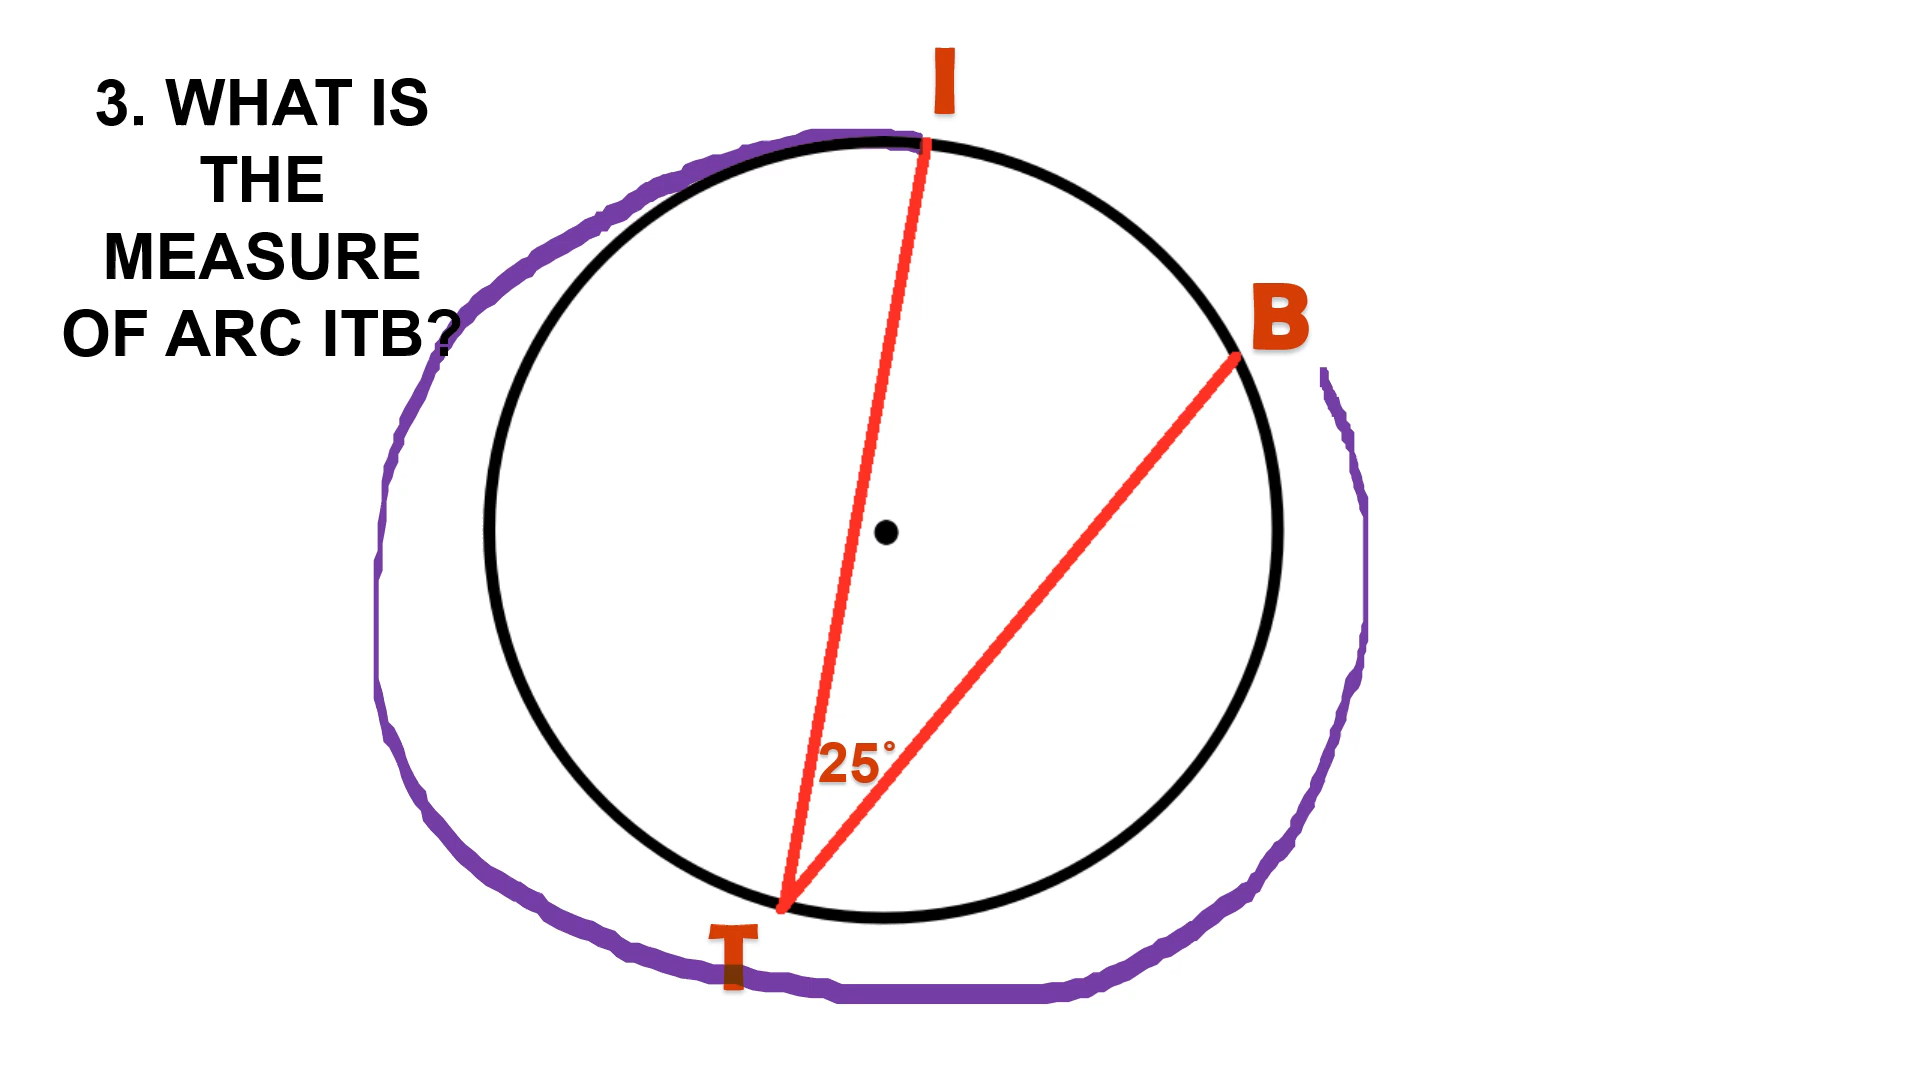 3. WHAT IS
THE
MEASURE
OF ARC ITB?
I
B
25°
T